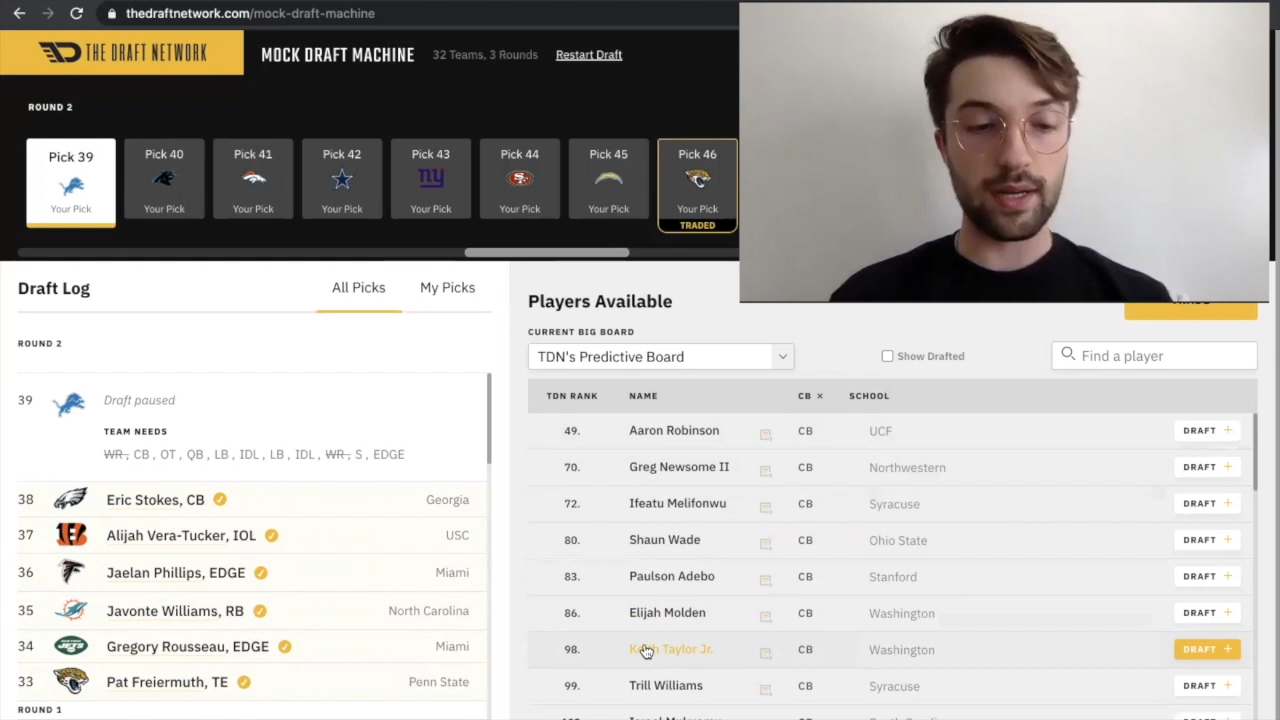 thedraftnetwork.com/mock-draft-machine
THE DRAFT NETWORK
MOCK DRAFT MACHINE
32 Teams, 3 Rounds
Restart Draft
ROUND 2
Pick 39
Pick 40
Pick 41
Pick 42
Pick 43
Pick 44
Pick 45
Pick 46
ny
SF
Your Pick
Your Pick
Your Pick
Your Pick
Your Pick
Your Pick
Your Pick
Your Pick
TRADED
Draft Log
All Picks
My Picks
ROUND 2
39
Draft paused
TEAM NEEDS
WR , CB , OT , QB , LB , IDL , LB , IDL , WR , S , EDGE
38 Eric Stokes, CB Georgia
37 Alijah Vera-Tucker, IOL USC
36 Jaelan Phillips, EDGE Miami
35 Javonte Williams, RB North Carolina
34 JETS Gregory Rousseau, EDGE Miami
33 Pat Freiermuth, TE Penn State
ROUND 1
Players Available
CURRENT BIG BOARD
TDN's Predictive Board
Show Drafted
Find a player
TDN RANK NAME CB × SCHOOL
49. Aaron Robinson CB UCF DRAFT +
70. Greg Newsome II CB Northwestern DRAFT +
72. Ifeatu Melifonwu CB Syracuse DRAFT +
80. Shaun Wade CB Ohio State DRAFT +
83. Paulson Adebo CB Stanford DRAFT +
86. Elijah Molden CB Washington DRAFT +
98. Keith Taylor Jr. CB Washington DRAFT +
99. Trill Williams CB Syracuse DRAFT +